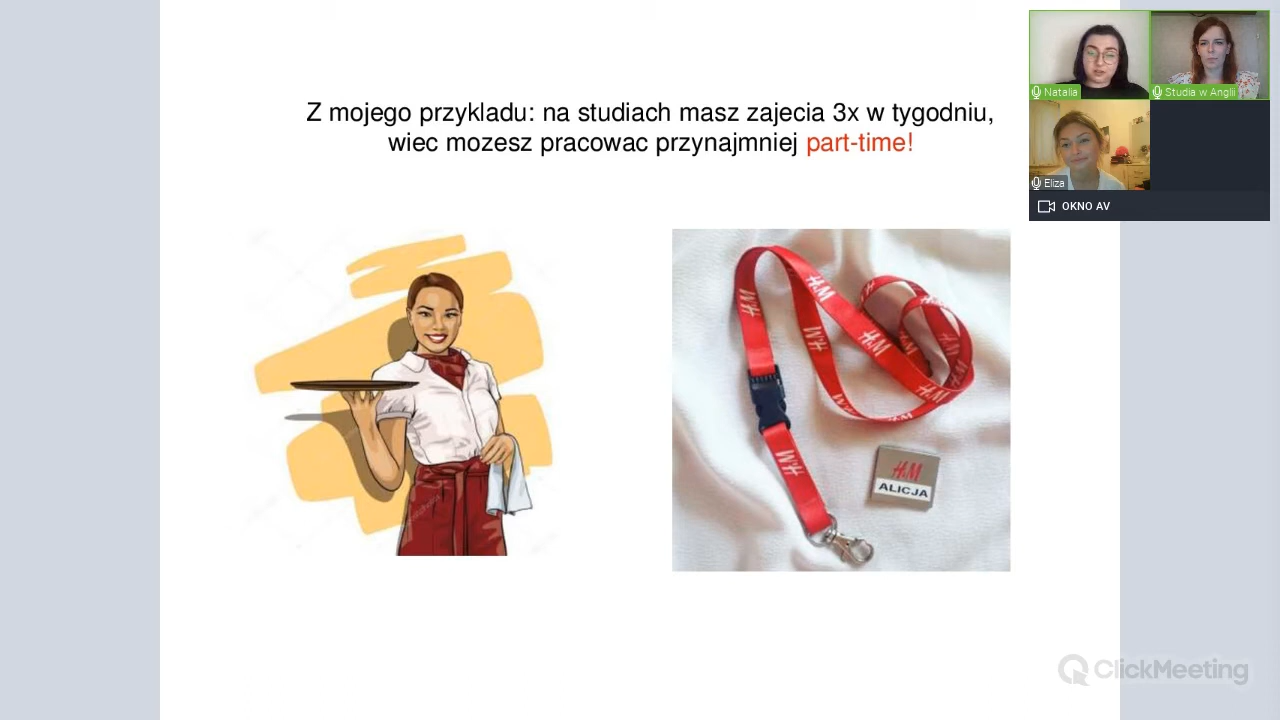 Z mojego przykladu: na studiach masz zajecia 3x w tygodniu,
wiec mozesz pracowac przynajmniej part-time!
Natalia
Studia w Anglii
Eliza
OKNO AV
H&M
H&M
H&M
H&M
H&M
H&M
H&M
H&M
ALICJA
ClickMeeting